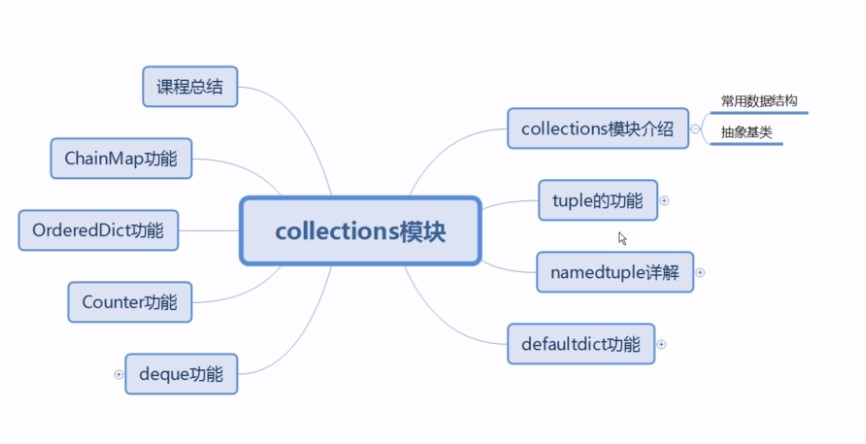 课程总结
ChainMap功能
OrderedDict功能
Counter功能
deque功能
collections模块
collections模块介绍
常用数据结构
抽象基类
tuple的功能
namedtuple详解
defaultdict功能